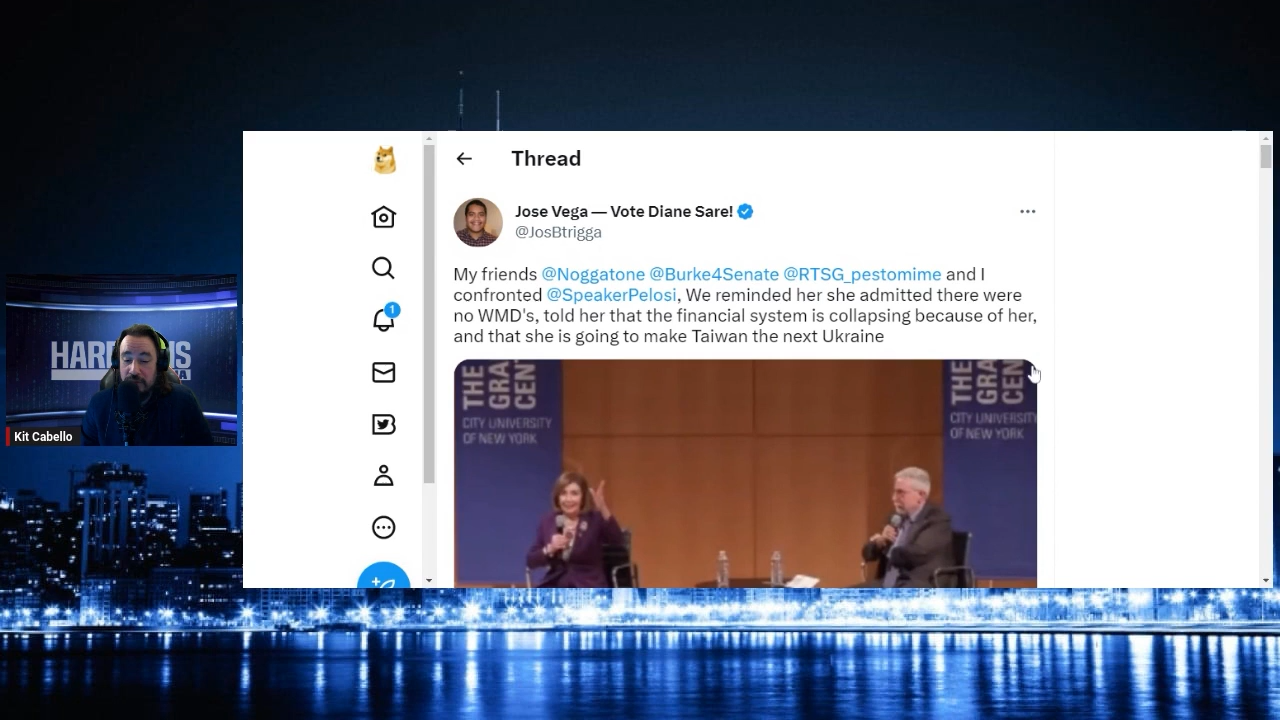 Thread
Jose Vega — Vote Diane Sare!
@JosBtrigga
My friends @Noggatone @Burke4Senate @RTSG_pestomime and I
confronted @SpeakerPelosi, We reminded her she admitted there were
no WMD's, told her that the financial system is collapsing because of her,
and that she is going to make Taiwan the next Ukraine
1
THE
GRA
CEN
CITY UNIVERSITY
OF NEW YORK
THE
GRA
CEN
CITY UNIVERSITY
OF NEW YORK
Kit Cabello